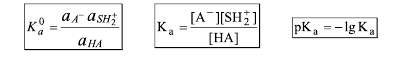 K_a^0 = a_{A^-} a_{SH_2^+} / a_{HA}
K_a = [A^-][SH_2^+] / [HA]
pK_a = -lg K_a